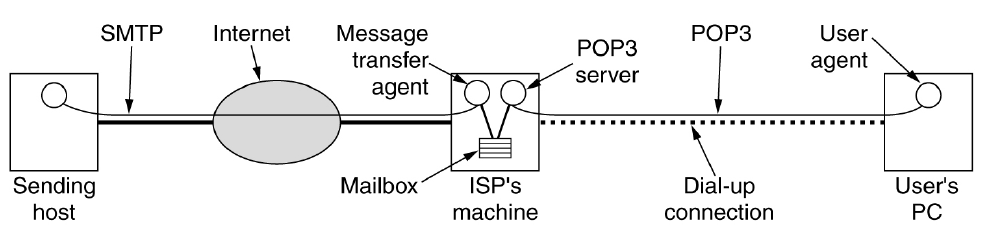 SMTP
Internet
Message
transfer
agent
POP3
server
POP3
User
agent
Sending
host
Mailbox
ISP's
machine
Dial-up
connection
User's
PC